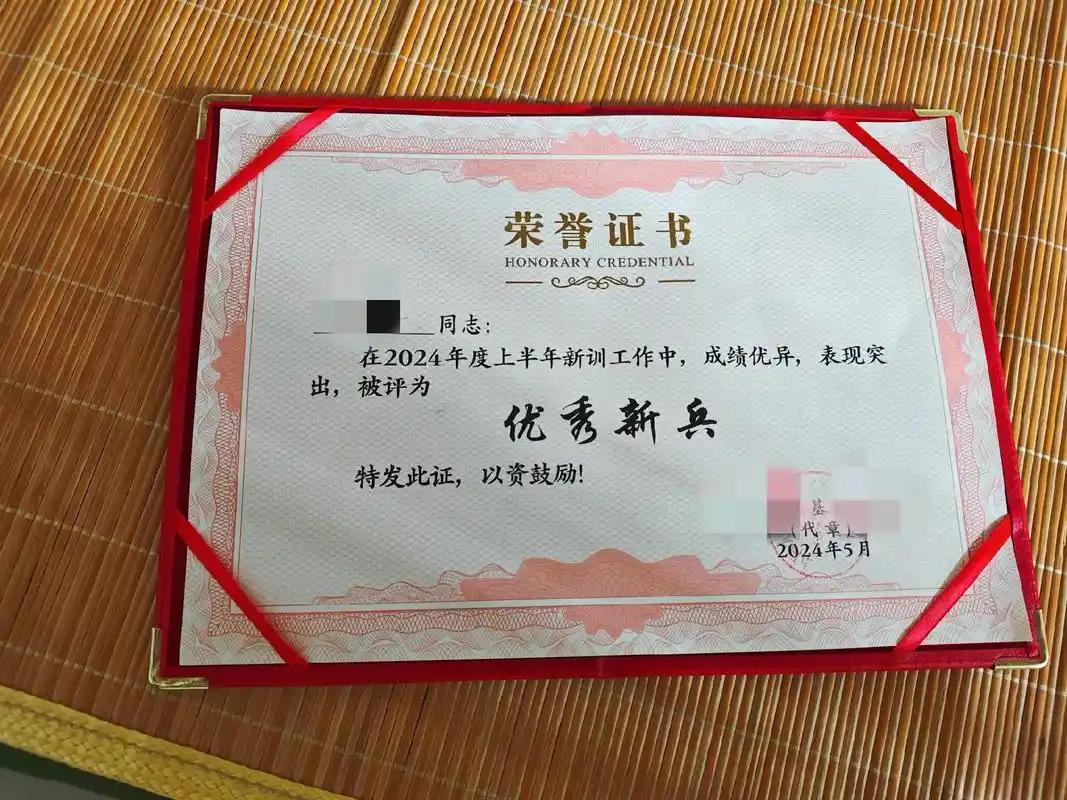 荣誉证书
HONORARY CREDENTIAL
同志：
在2024年度上半年新训工作中，成绩优异，表现突
出，被评为
优秀新兵
特发此证，以资鼓励！
基
（代章）
2024年5月